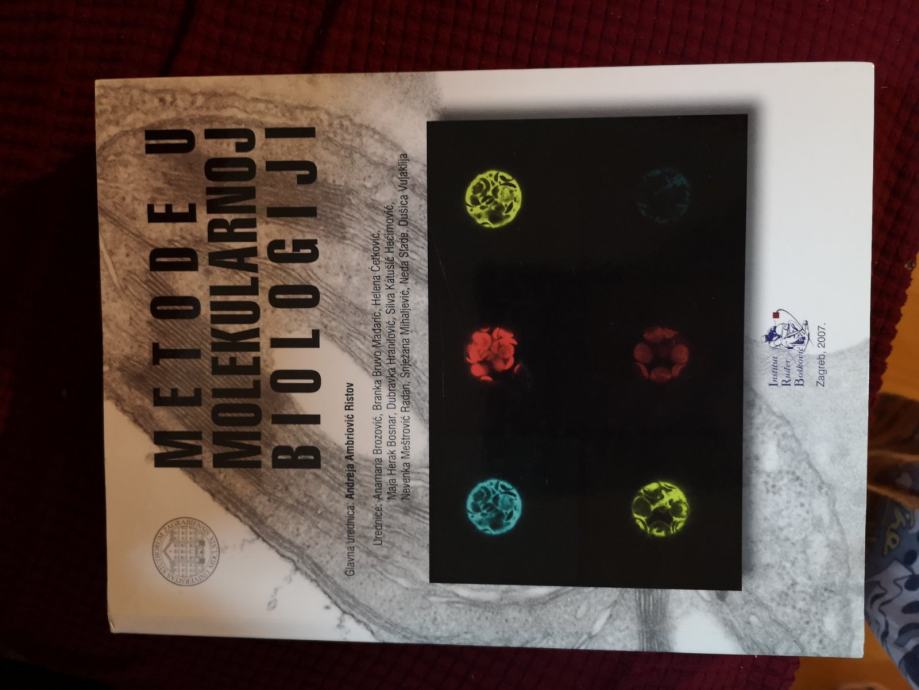 METODE U
MOLEKULARNOJ
BIOLOGIJI
Glavna urednica: Andreja Ambriović Ristov
Urednice: Anamaria Brozović, Branka Bruvo Mađarić, Helena Ćetković,
Maja Herak Bosnar, Dubravka Hranilović, Silva Katušić Hećimović,
Nevenka Meštrović Radan, Snježana Mihaljević, Neda Slade, Dušica Vujaklija
Institut
Ruđer
Bošković
Zagreb, 2007.